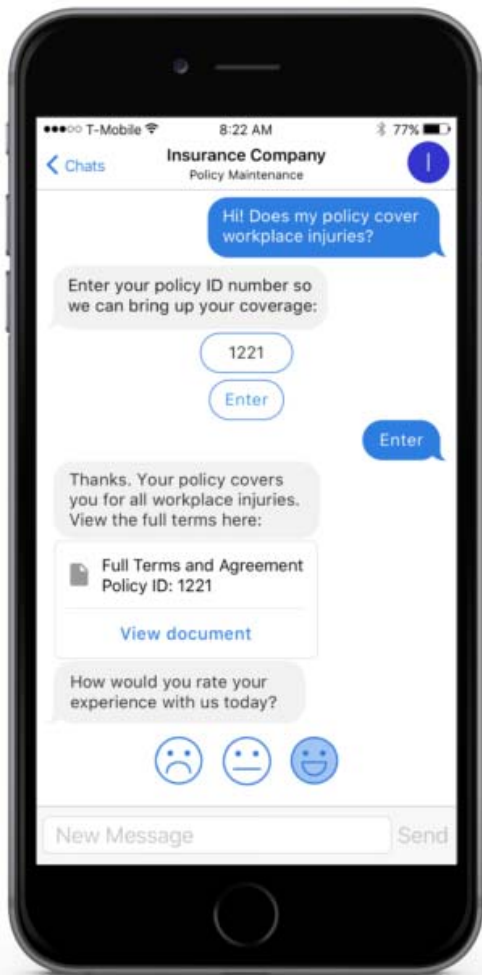 T-Mobile 8:22 AM 77%
Chats
Insurance Company
I
Policy Maintenance
Hi! Does my policy cover
workplace injuries?
Enter your policy ID number so
we can bring up your coverage:
1221
Enter
Enter
Thanks. Your policy covers
you for all workplace injuries.
View the full terms here:
Full Terms and Agreement
Policy ID: 1221
View document
How would you rate your
experience with us today?
New Message Send